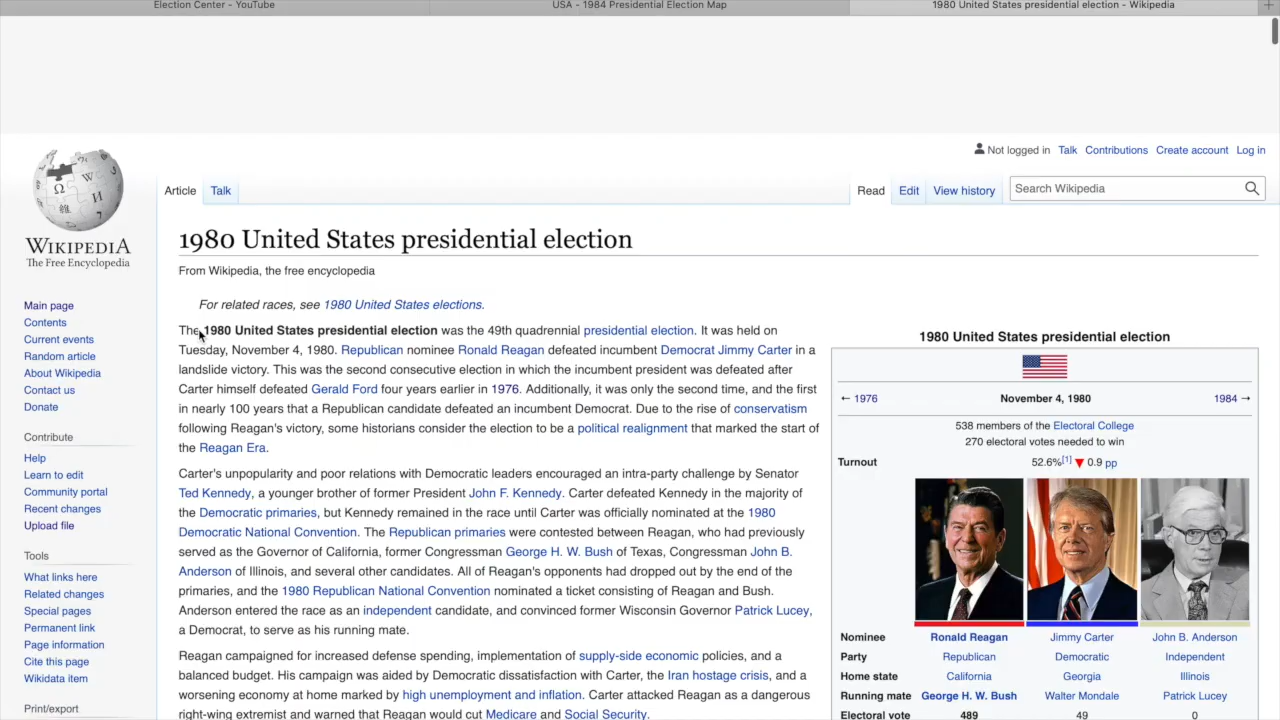 Election Center - YouTube
USA - 1984 Presidential Election Map
1980 United States presidential election - Wikipedia
Not logged in Talk Contributions Create account Log in
Article Talk
Read Edit View history
Search Wikipedia
WIKIPEDIA
The Free Encyclopedia
Main page
Contents
Current events
Random article
About Wikipedia
Contact us
Donate
Contribute
Help
Learn to edit
Community portal
Recent changes
Upload file
Tools
What links here
Related changes
Special pages
Permanent link
Page information
Cite this page
Wikidata item
Print/export
1980 United States presidential election
From Wikipedia, the free encyclopedia
For related races, see 1980 United States elections.
The 1980 United States presidential election was the 49th quadrennial presidential election. It was held on
Tuesday, November 4, 1980. Republican nominee Ronald Reagan defeated incumbent Democrat Jimmy Carter in a
landslide victory. This was the second consecutive election in which the incumbent president was defeated after
Carter himself defeated Gerald Ford four years earlier in 1976. Additionally, it was only the second time, and the first
in nearly 100 years that a Republican candidate defeated an incumbent Democrat. Due to the rise of conservatism
following Reagan's victory, some historians consider the election to be a political realignment that marked the start of
the Reagan Era.
Carter's unpopularity and poor relations with Democratic leaders encouraged an intra-party challenge by Senator
Ted Kennedy, a younger brother of former President John F. Kennedy. Carter defeated Kennedy in the majority of
the Democratic primaries, but Kennedy remained in the race until Carter was officially nominated at the 1980
Democratic National Convention. The Republican primaries were contested between Reagan, who had previously
served as the Governor of California, former Congressman George H. W. Bush of Texas, Congressman John B.
Anderson of Illinois, and several other candidates. All of Reagan's opponents had dropped out by the end of the
primaries, and the 1980 Republican National Convention nominated a ticket consisting of Reagan and Bush.
Anderson entered the race as an independent candidate, and convinced former Wisconsin Governor Patrick Lucey,
a Democrat, to serve as his running mate.
Reagan campaigned for increased defense spending, implementation of supply-side economic policies, and a
balanced budget. His campaign was aided by Democratic dissatisfaction with Carter, the Iran hostage crisis, and a
worsening economy at home marked by high unemployment and inflation. Carter attacked Reagan as a dangerous
right-wing extremist and warned that Reagan would cut Medicare and Social Security.
1980 United States presidential election
← 1976 November 4, 1980 1984 →
538 members of the Electoral College
270 electoral votes needed to win
Turnout 52.6%[1] ▼ 0.9 pp
Nominee Ronald Reagan Jimmy Carter John B. Anderson
Party Republican Democratic Independent
Home state California Georgia Illinois
Running mate George H. W. Bush Walter Mondale Patrick Lucey
Electoral vote 489 49 0